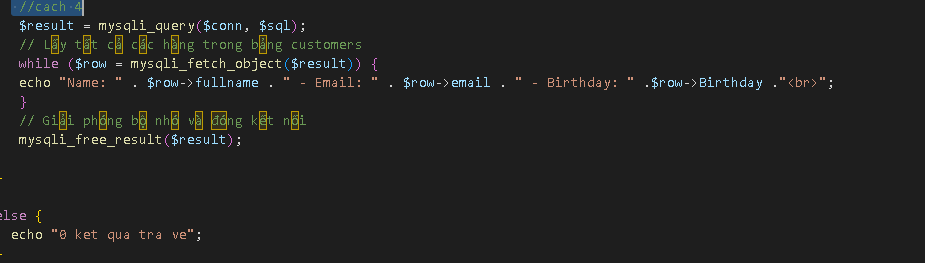 //cach 4
$result = mysqli_query($conn, $sql);
// Lấy tất cả các hàng trong bảng customers
while ($row = mysqli_fetch_object($result)) {
echo "Name: " . $row->fullname . " - Email: " . $row->email . " - Birthday: " .$row->Birthday ."<br>";
}
// Giải phóng bộ nhớ và đóng kết nối
mysqli_free_result($result);
else {
echo "0 ket qua tra ve";